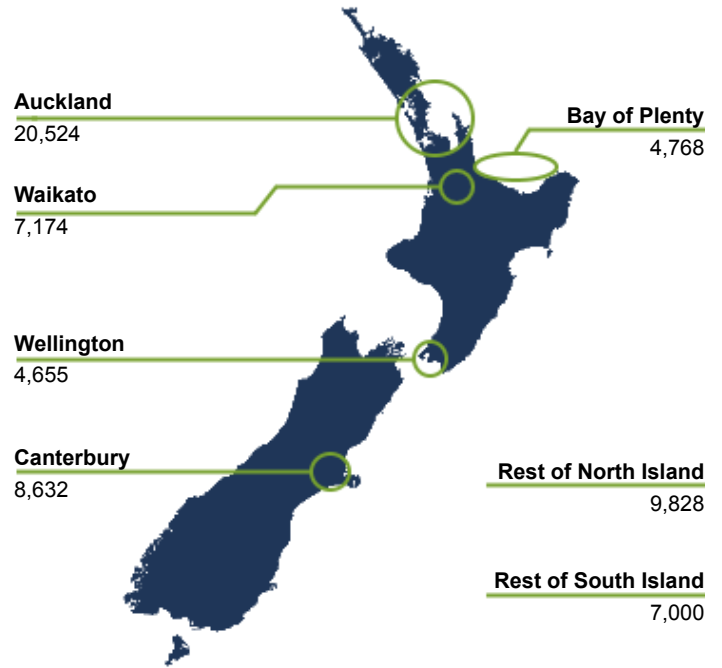 Auckland
20,524
Bay of Plenty
4,768
Waikato
7,174
Wellington
4,655
Canterbury
8,632
Rest of North Island
9,828
Rest of South Island
7,000